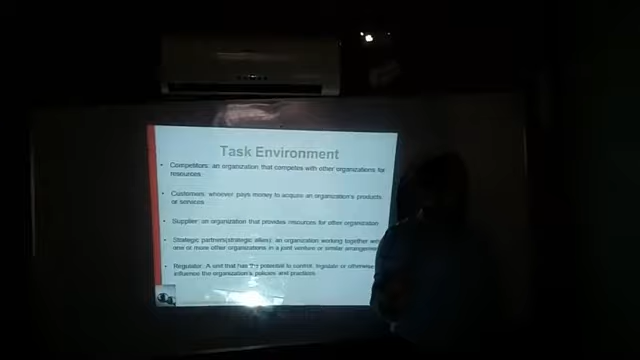 Task Environment
• Competitors: an organization that competes with other organizations for
resources
• Customers: whoever pays money to acquire an organization's products
or services
• Supplier: an organization that provides resources for other organization
• Strategic partners(strategic allies): an organization working together with
one or more other organizations in a joint venture or similar arrangement
• Regulator: A unit that has the potential to control, legislate or otherwise
influence the organization's policies and practices